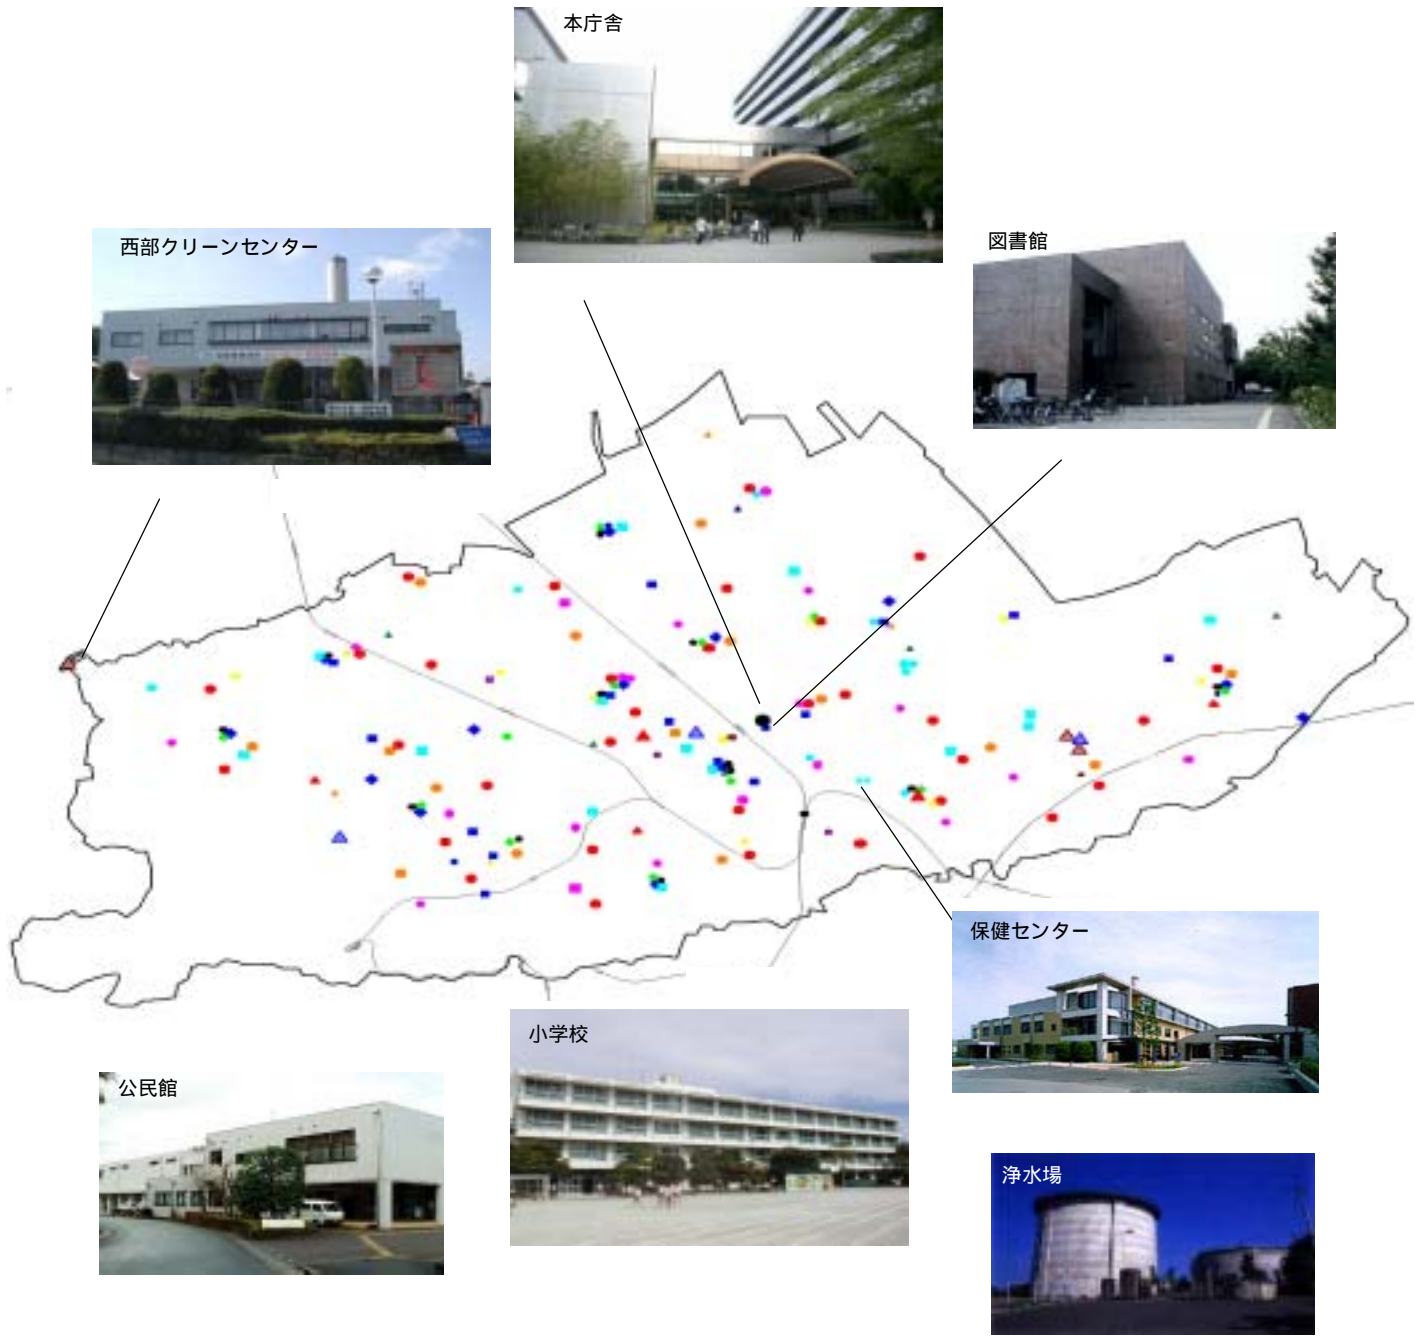 本庁舎
西部クリーンセンター
図書館
保健センター
小学校
公民館
浄水場